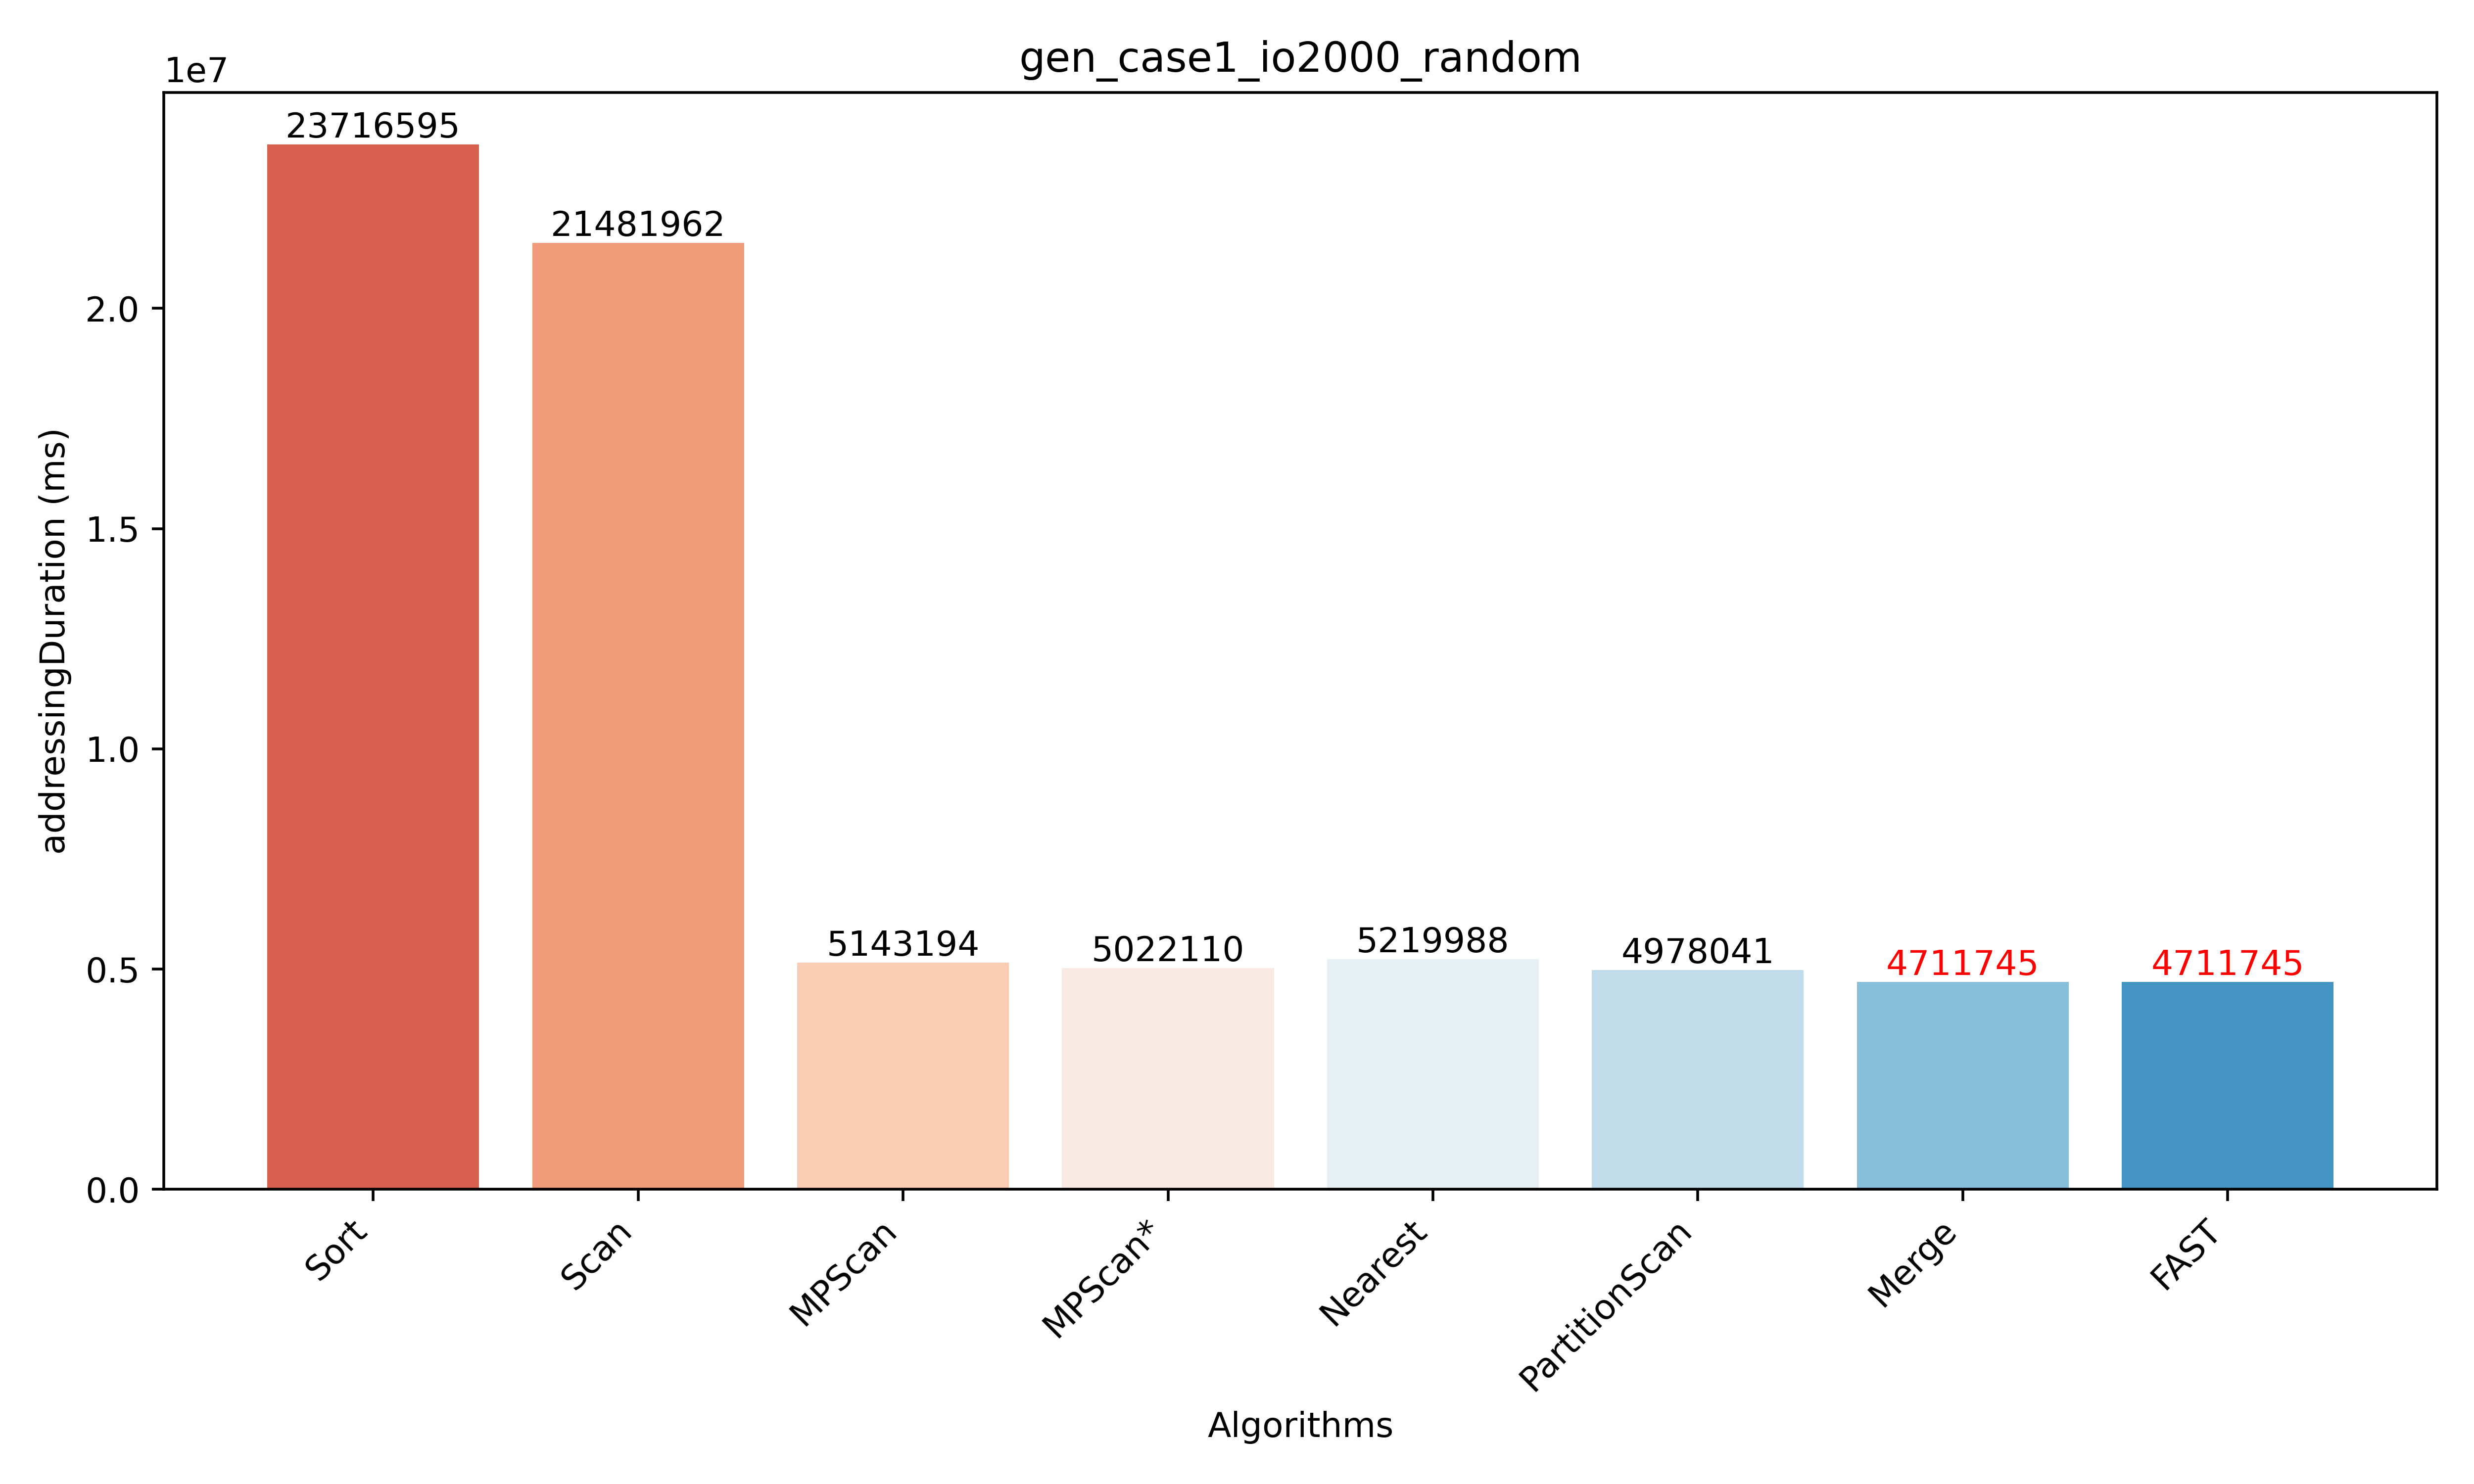 gen_case1_io2000_random
1e7
23716595
21481962
5143194
5022110
5219988
4978041
4711745
4711745
2.0
1.5
1.0
0.5
0.0
addressingDuration (ms)
Sort
Scan
MPScan
MPScan*
Nearest
PartitionScan
Merge
FAST
Algorithms